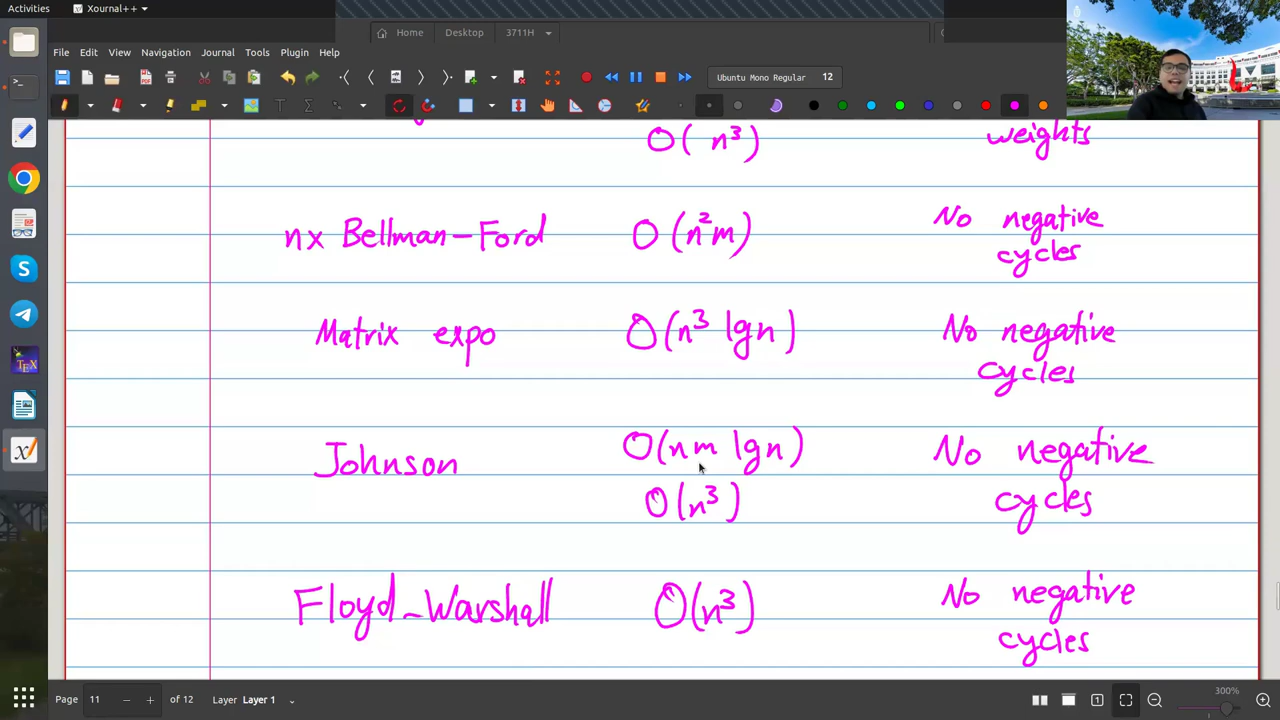 Activities Xournal++
Home Desktop 3711H
File Edit View Navigation Journal Tools Plugin Help
Ubuntu Mono Regular 12
O(n³) weights
n× Bellman-Ford O(n²m) No negative cycles
Matrix expo O(n³ lgn) No negative cycles
Johnson O(nm lgn) No negative
O(n³) cycles
Floyd-Warshall O(n³) No negative cycles
Page 11 of 12 Layer Layer 1 300%